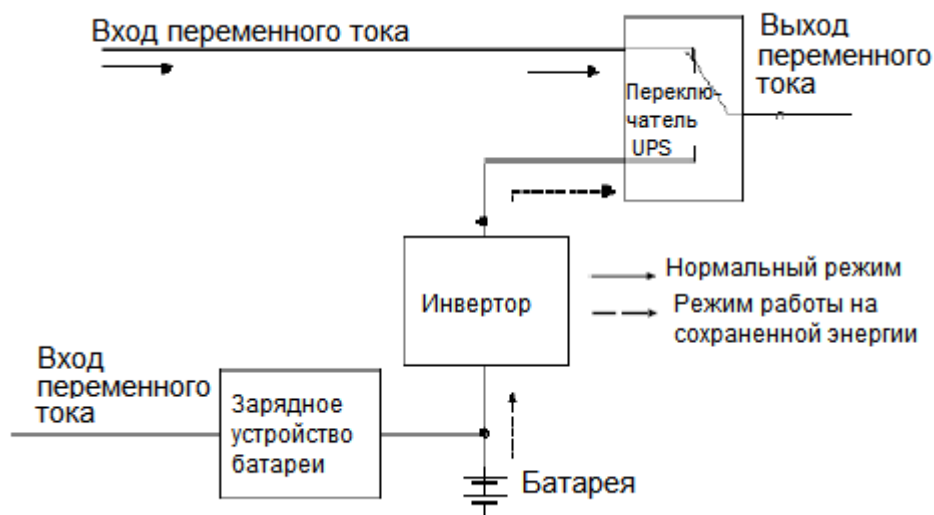 Вход переменного тока
Выход
переменного
тока
Переклю-
чатель
UPS
Инвертор
Нормальный режим
Режим работы на
сохраненной энергии
Вход
переменного
тока
Зарядное
устройство
батареи
Батарея